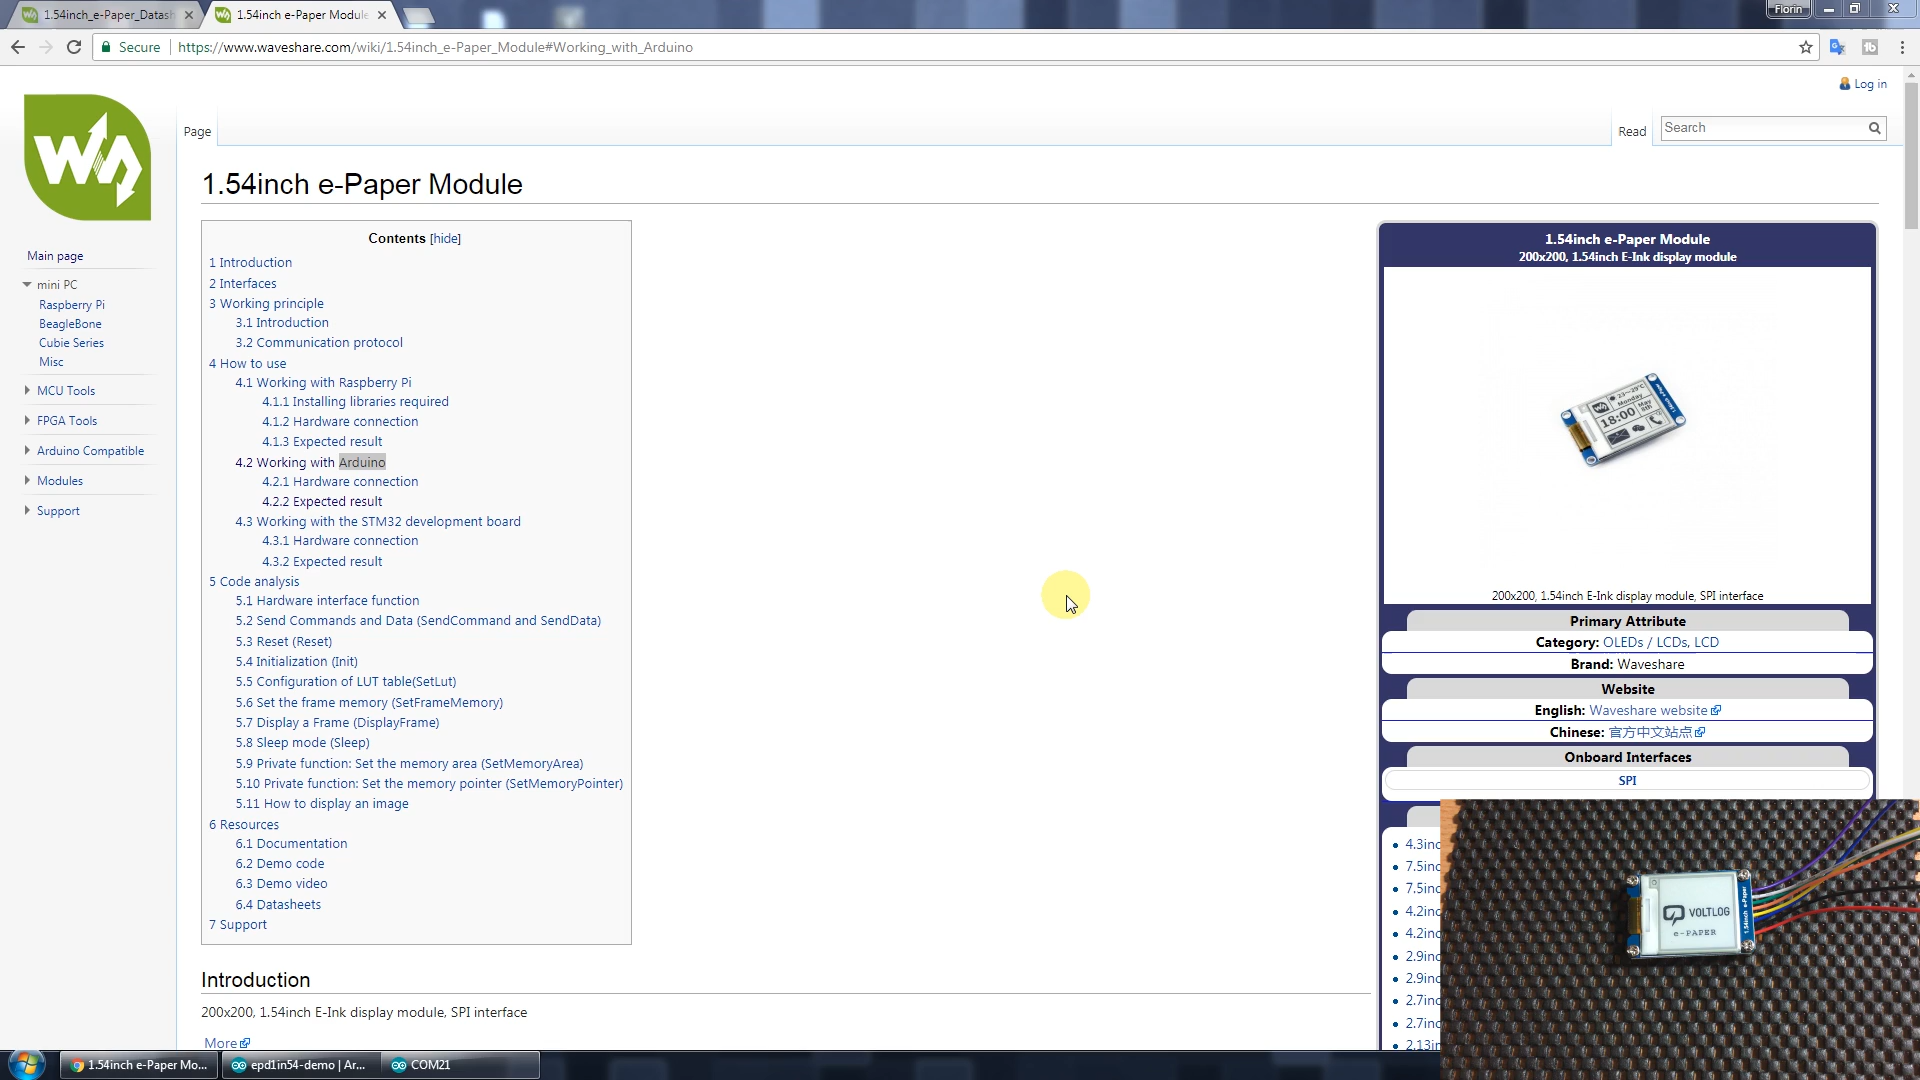 1.54inch_e-Paper_Datash
1.54inch e-Paper Module
Florin
Secure
https://www.waveshare.com/wiki/1.54inch_e-Paper_Module#Working_with_Arduino
Log in
Page
Read
Search
1.54inch e-Paper Module
Main page
mini PC
Raspberry Pi
BeagleBone
Cubie Series
Misc
MCU Tools
FPGA Tools
Arduino Compatible
Modules
Support
Contents [hide]
1 Introduction
2 Interfaces
3 Working principle
3.1 Introduction
3.2 Communication protocol
4 How to use
4.1 Working with Raspberry Pi
4.1.1 Installing libraries required
4.1.2 Hardware connection
4.1.3 Expected result
4.2 Working with Arduino
4.2.1 Hardware connection
4.2.2 Expected result
4.3 Working with the STM32 development board
4.3.1 Hardware connection
4.3.2 Expected result
5 Code analysis
5.1 Hardware interface function
5.2 Send Commands and Data (SendCommand and SendData)
5.3 Reset (Reset)
5.4 Initialization (Init)
5.5 Configuration of LUT table(SetLut)
5.6 Set the frame memory (SetFrameMemory)
5.7 Display a Frame (DisplayFrame)
5.8 Sleep mode (Sleep)
5.9 Private function: Set the memory area (SetMemoryArea)
5.10 Private function: Set the memory pointer (SetMemoryPointer)
5.11 How to display an image
6 Resources
6.1 Documentation
6.2 Demo code
6.3 Demo video
6.4 Datasheets
7 Support
Introduction
200x200, 1.54inch E-Ink display module, SPI interface
More
1.54inch e-Paper Module
200x200, 1.54inch E-Ink display module
Monday
18:00
200x200, 1.54inch E-Ink display module, SPI interface
Primary Attribute
Category: OLEDs / LCDs, LCD
Brand: Waveshare
Website
English: Waveshare website
Chinese: 官方中文站点
Onboard Interfaces
SPI
4.3inc
7.5inc
7.5inc
4.2inc
4.2inc
2.9inc
2.9inc
2.7inc
2.7inc
2.13in
VOLTLOG
e-PAPER
1.54inch e-Paper
1.54inch e-Paper Mo...
epd1in54-demo | Ar...
COM21